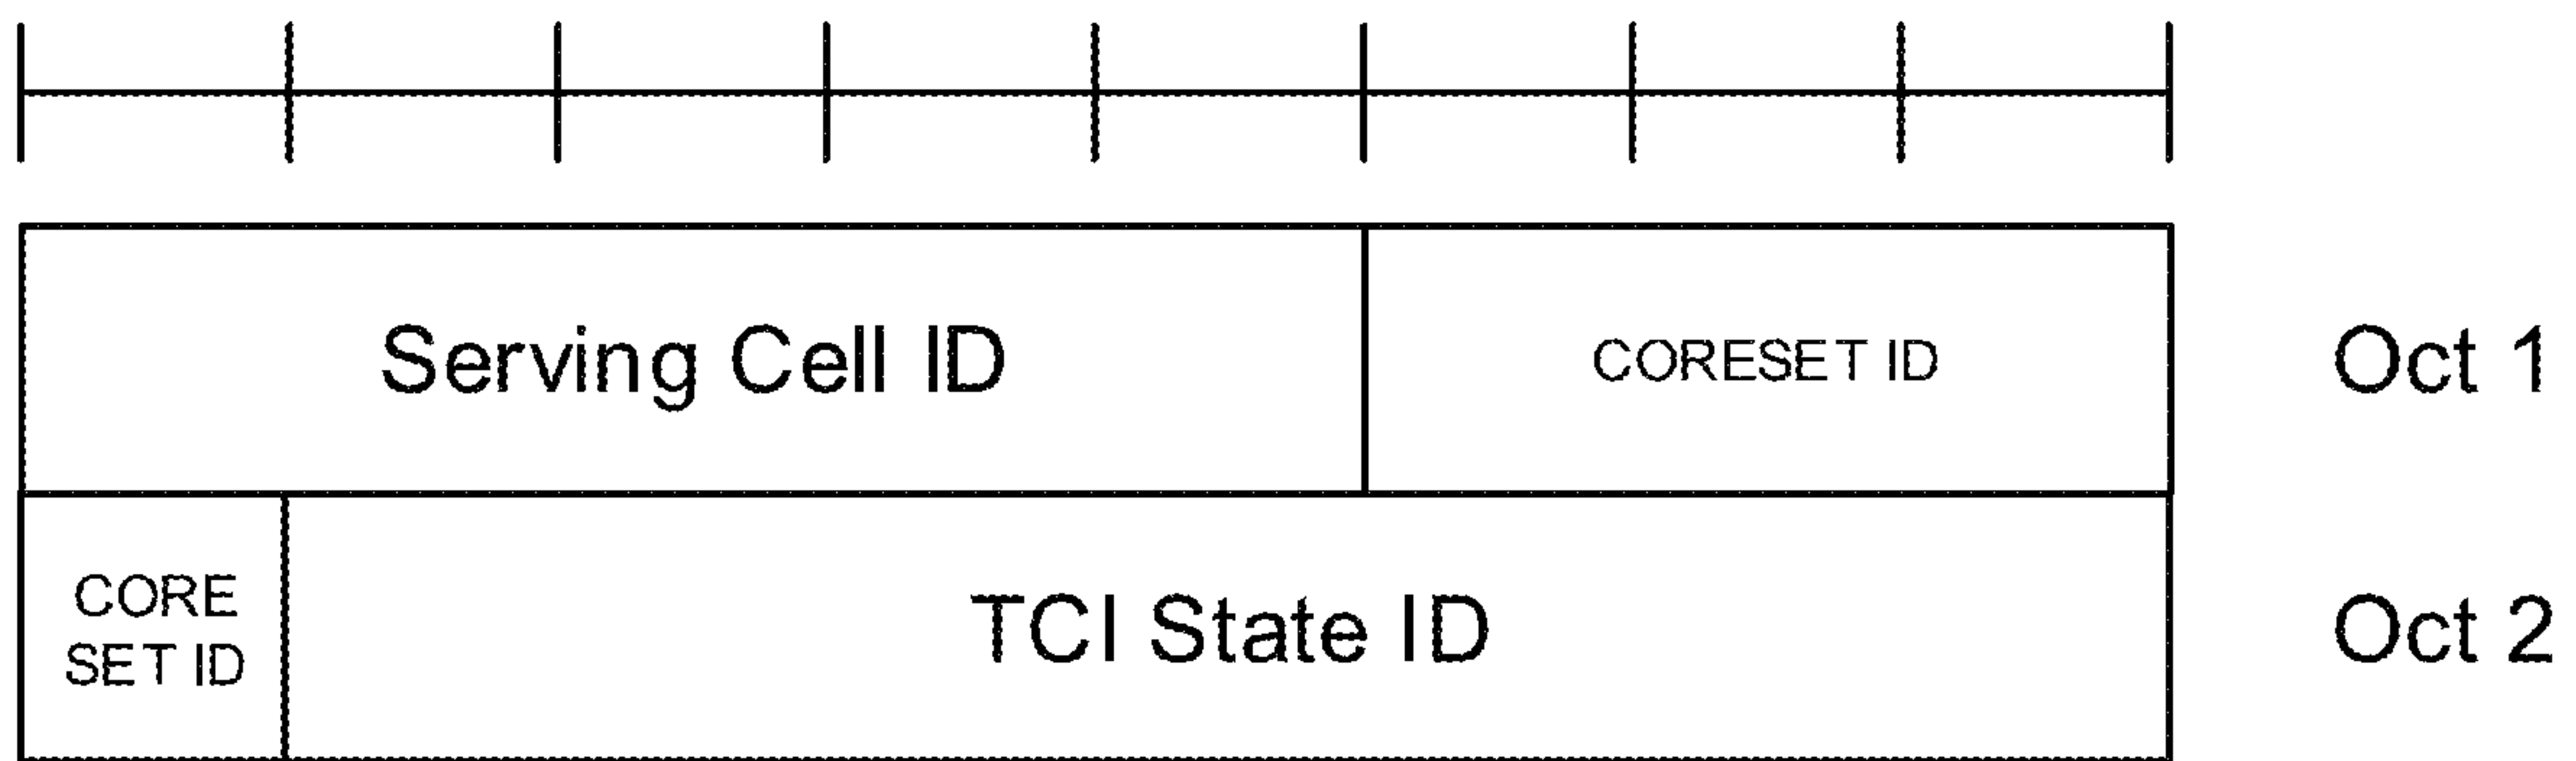 Serving Cell ID
CORESET ID
Oct 1
CORE
SET ID
TCI State ID
Oct 2